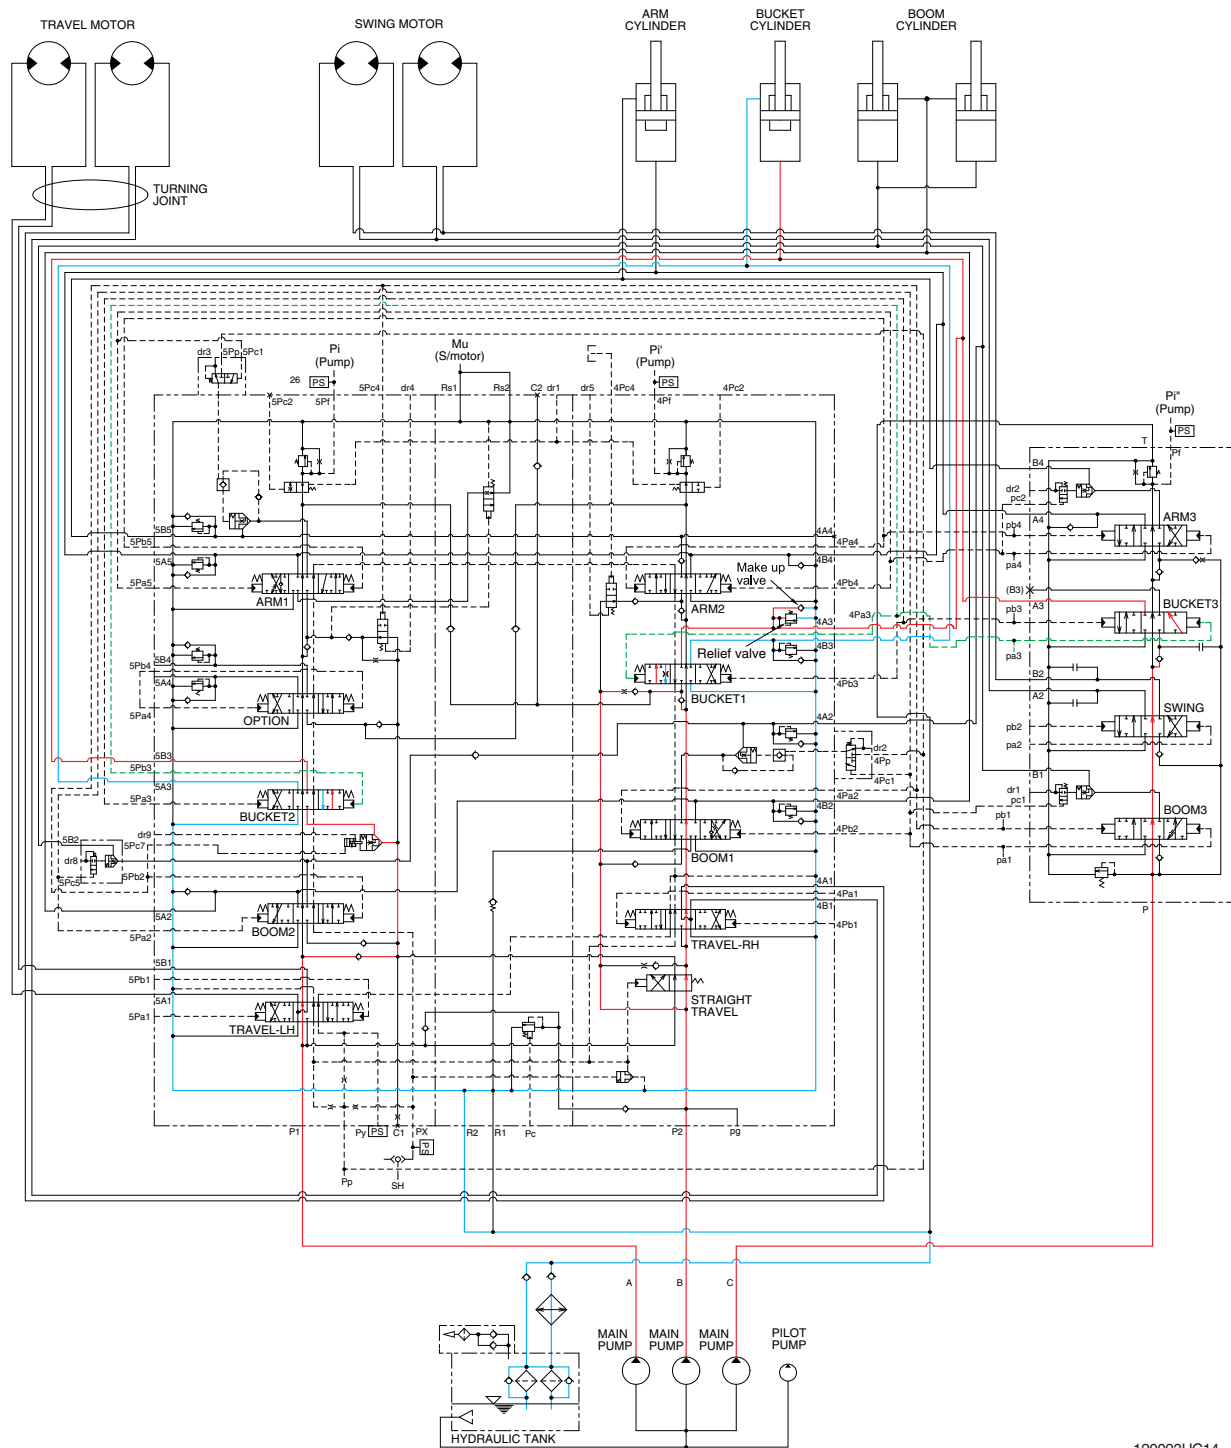 TRAVEL MOTOR
SWING MOTOR
ARM
CYLINDER
BUCKET
CYLINDER
BOOM
CYLINDER
TURNING
JOINT
dr3
5Pp
5Pc1
Pi
(Pump)
26
PS
5Pc2
5Pf
5Pc4
dr4
Mu
(S/motor)
Rs1
Rs2
C2
dr1
dr5
4Pc4
Pi'
(Pump)
PS
4Pf
4Pc2
Pi"
(Pump)
PS
T
Pf
B4
dr2
pc2
A4
pb4
ARM3
pa4
(B3)
A3
pb3
BUCKET3
pa3
B2
A2
SWING
pb2
pa2
B1
dr1
pc1
pb1
BOOM3
pa1
P
5B5
5Pb5
5A5
5Pa5
ARM1
5B4
5Pb4
5A4
5Pa4
OPTION
5B3
5Pb3
5A3
5Pa3
BUCKET2
dr9
5B2
5Pc7
dr8
5Pc5
5Pb2
5A2
5Pa2
BOOM2
5B1
5Pb1
5A1
5Pa1
TRAVEL-LH
4A4
4Pa4
4B4
Make up
valve
4Pb4
ARM2
4Pa3
4A3
Relief valve
4B3
4Pb3
BUCKET1
4A2
dr2
4Pp
4Pc1
4Pa2
4B2
4Pb2
BOOM1
4A1
4Pa1
4B1
4Pb1
TRAVEL-RH
STRAIGHT
TRAVEL
P1
Py
PS
C1
PX
PS
R2
R1
Pc
P2
pg
Pp
SH
A
B
C
MAIN
PUMP
MAIN
PUMP
MAIN
PUMP
PILOT
PUMP
HYDRAULIC TANK